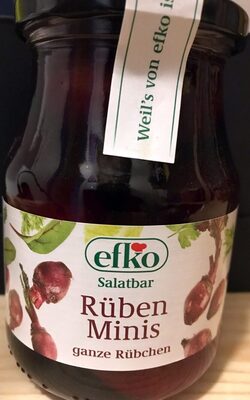 Weil's von efko is
efko
Salatbar
Rüben
Minis
ganze Rübchen